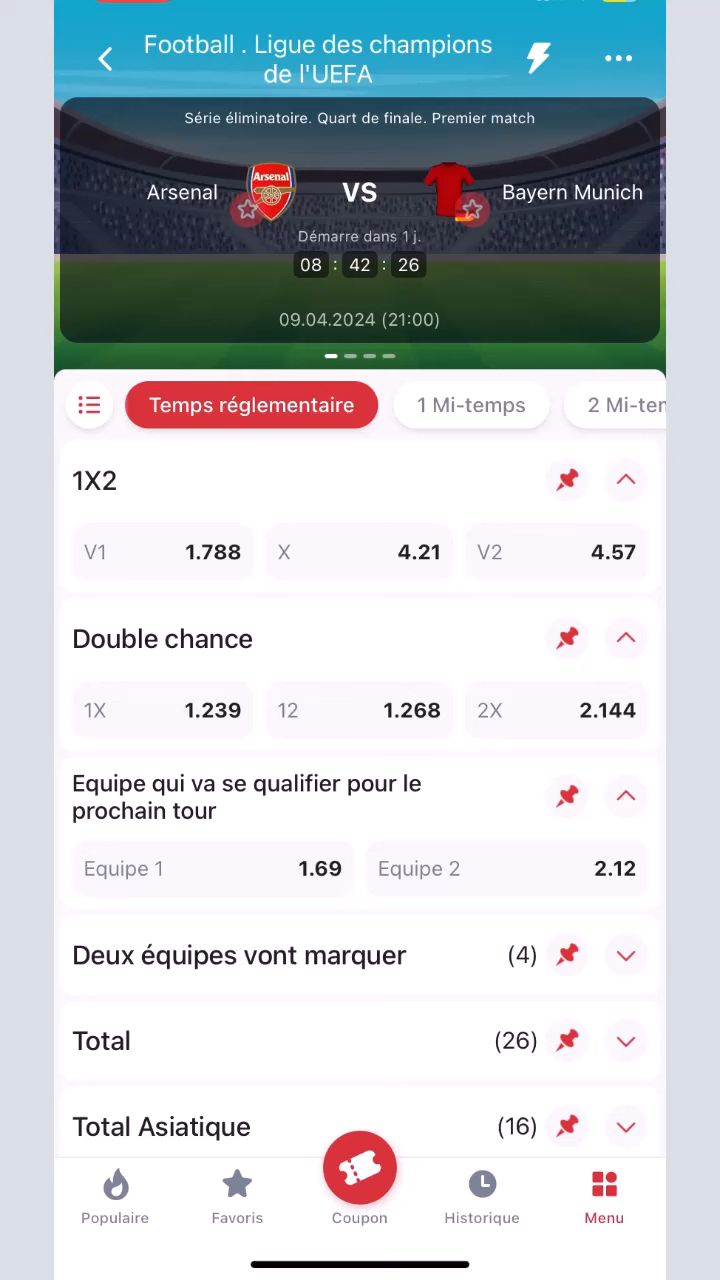 Football . Ligue des champions
de l'UEFA
Série éliminatoire. Quart de finale. Premier match
Arsenal
Arsenal
VS
Bayern Munich
Démarre dans 1 j.
08 : 42 : 26
09.04.2024 (21:00)
Temps réglementaire
1 Mi-temps
2 Mi-tem
1X2
V1 1.788
X 4.21
V2 4.57
Double chance
1X 1.239
12 1.268
2X 2.144
Equipe qui va se qualifier pour le
prochain tour
Equipe 1 1.69
Equipe 2 2.12
Deux équipes vont marquer (4)
Total (26)
Total Asiatique (16)
Populaire
Favoris
Coupon
Historique
Menu